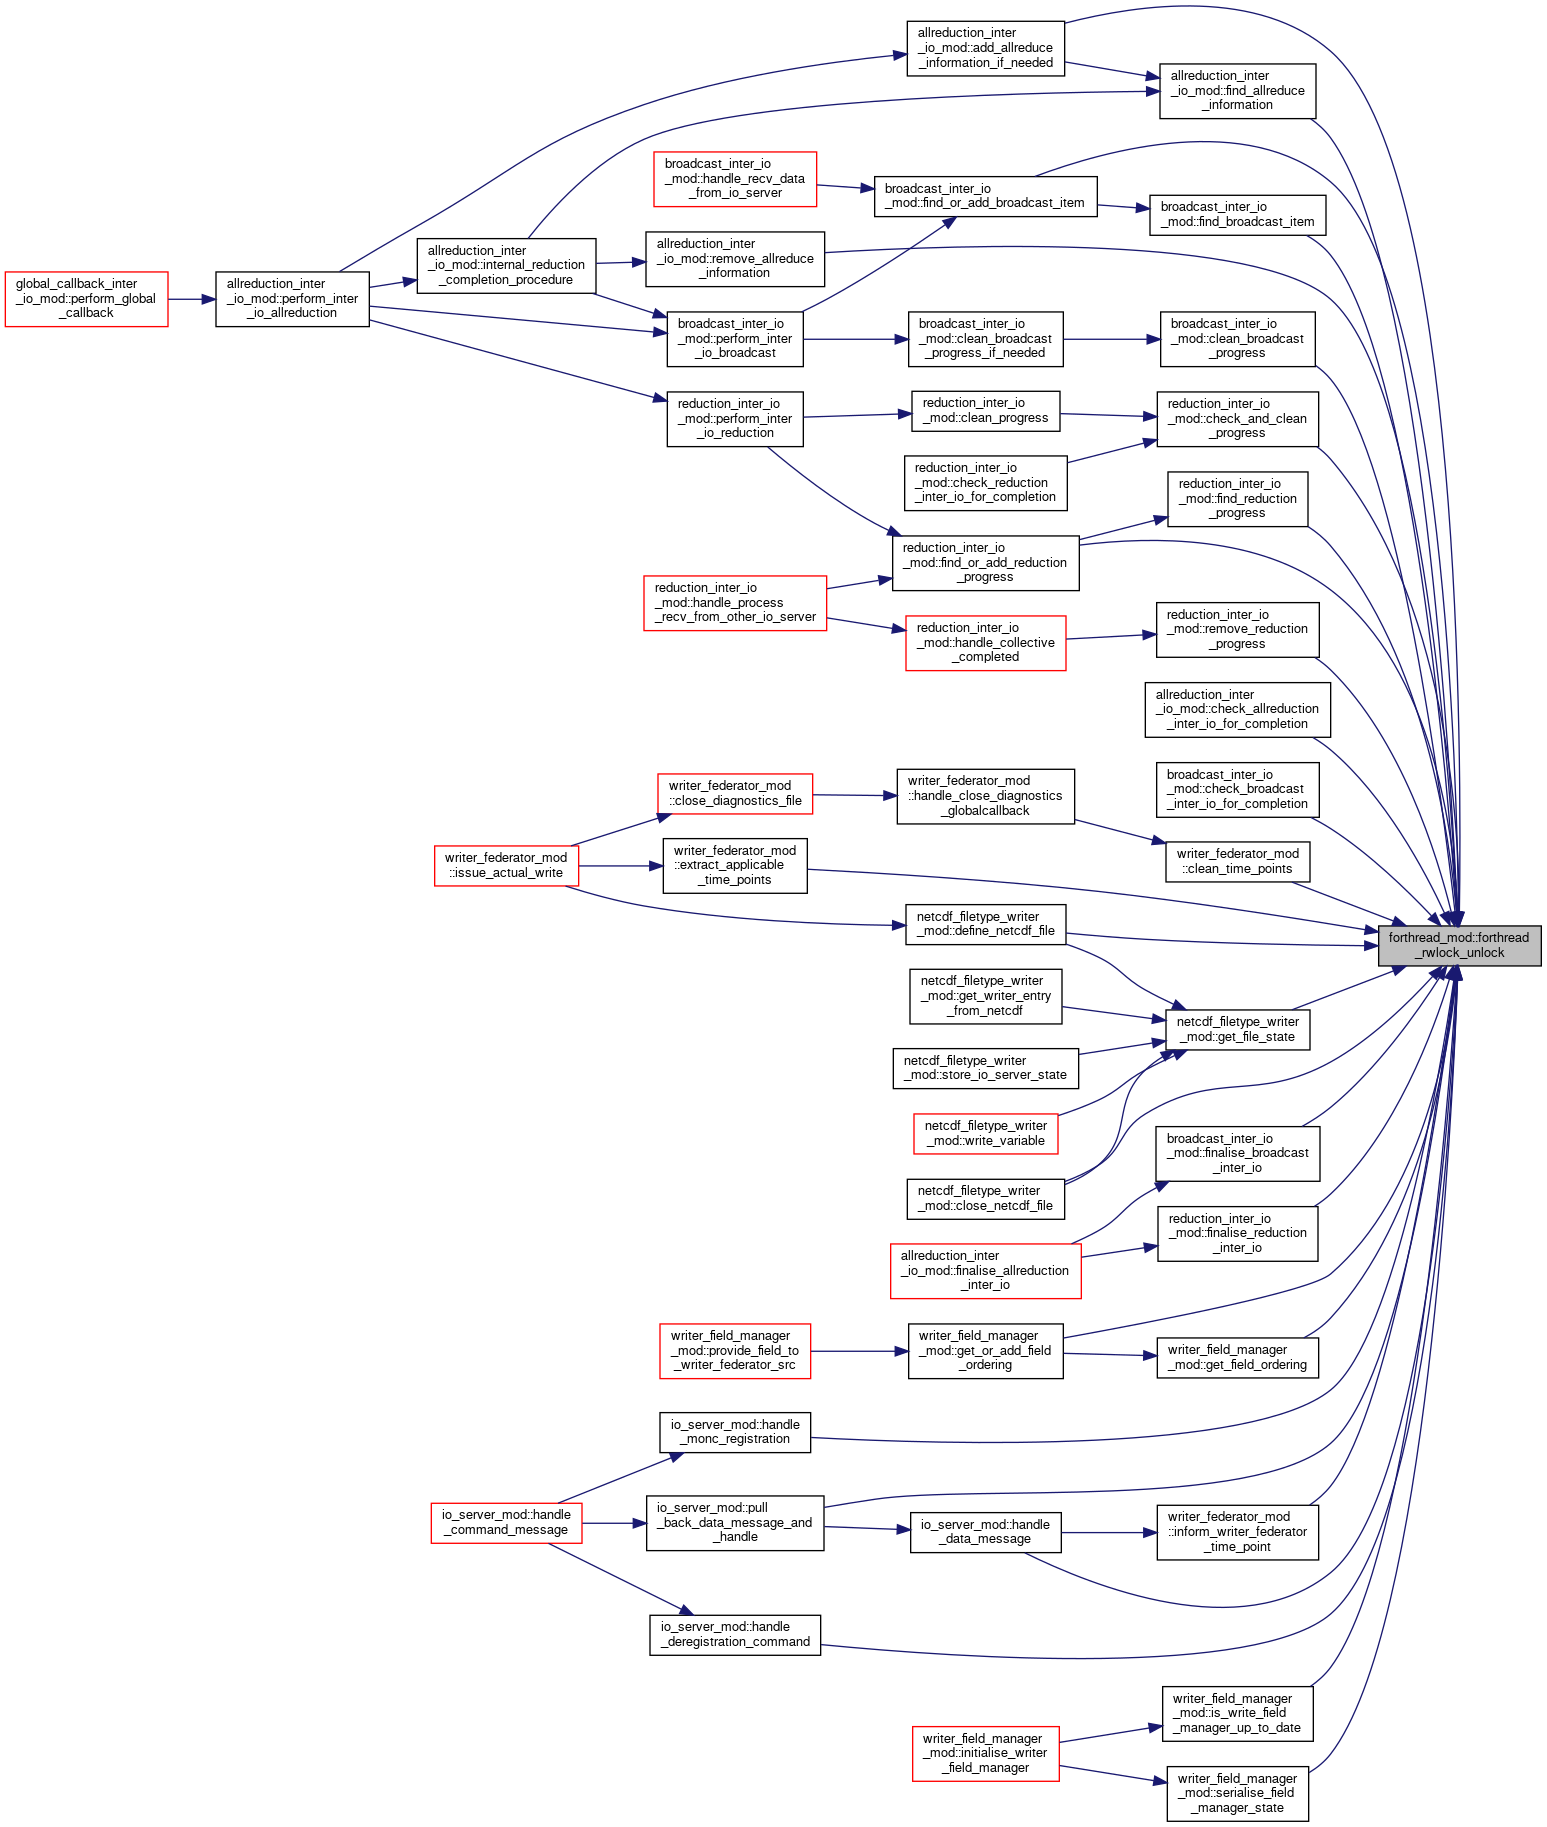 allreduction_inter
_io_mod::add_allreduce
_information_if_needed
allreduction_inter
_io_mod::find_allreduce
_information
broadcast_inter_io
_mod::handle_recv_data
_from_io_server
broadcast_inter_io
_mod::find_or_add_broadcast_item
broadcast_inter_io
_mod::find_broadcast_item
allreduction_inter
_io_mod::internal_reduction
_completion_procedure
allreduction_inter
_io_mod::remove_allreduce
_information
global_callback_inter
_io_mod::perform_global
_callback
allreduction_inter
_io_mod::perform_inter
_io_allreduction
broadcast_inter_io
_mod::perform_inter
_io_broadcast
broadcast_inter_io
_mod::clean_broadcast
_progress_if_needed
broadcast_inter_io
_mod::clean_broadcast
_progress
reduction_inter_io
_mod::perform_inter
_io_reduction
reduction_inter_io
_mod::clean_progress
reduction_inter_io
_mod::check_and_clean
_progress
reduction_inter_io
_mod::check_reduction
_inter_io_for_completion
reduction_inter_io
_mod::find_reduction
_progress
reduction_inter_io
_mod::find_or_add_reduction
_progress
reduction_inter_io
_mod::handle_process
_recv_from_other_io_server
reduction_inter_io
_mod::handle_collective
_completed
reduction_inter_io
_mod::remove_reduction
_progress
allreduction_inter
_io_mod::check_allreduction
_inter_io_for_completion
broadcast_inter_io
_mod::check_broadcast
_inter_io_for_completion
writer_federator_mod
::close_diagnostics_file
writer_federator_mod
::handle_close_diagnostics
_globalcallback
writer_federator_mod
::clean_time_points
writer_federator_mod
::issue_actual_write
writer_federator_mod
::extract_applicable
_time_points
netcdf_filetype_writer
_mod::define_netcdf_file
forthread_mod::forthread
_rwlock_unlock
netcdf_filetype_writer
_mod::get_writer_entry
_from_netcdf
netcdf_filetype_writer
_mod::get_file_state
netcdf_filetype_writer
_mod::store_io_server_state
netcdf_filetype_writer
_mod::write_variable
broadcast_inter_io
_mod::finalise_broadcast
_inter_io
netcdf_filetype_writer
_mod::close_netcdf_file
reduction_inter_io
_mod::finalise_reduction
_inter_io
allreduction_inter
_io_mod::finalise_allreduction
_inter_io
writer_field_manager
_mod::provide_field_to
_writer_federator_src
writer_field_manager
_mod::get_or_add_field
_ordering
writer_field_manager
_mod::get_field_ordering
io_server_mod::handle
_monc_registration
io_server_mod::handle
_command_message
io_server_mod::pull
_back_data_message_and
_handle
io_server_mod::handle
_data_message
writer_federator_mod
::inform_writer_federator
_time_point
io_server_mod::handle
_deregistration_command
writer_field_manager
_mod::is_write_field
_manager_up_to_date
writer_field_manager
_mod::initialise_writer
_field_manager
writer_field_manager
_mod::serialise_field
_manager_state